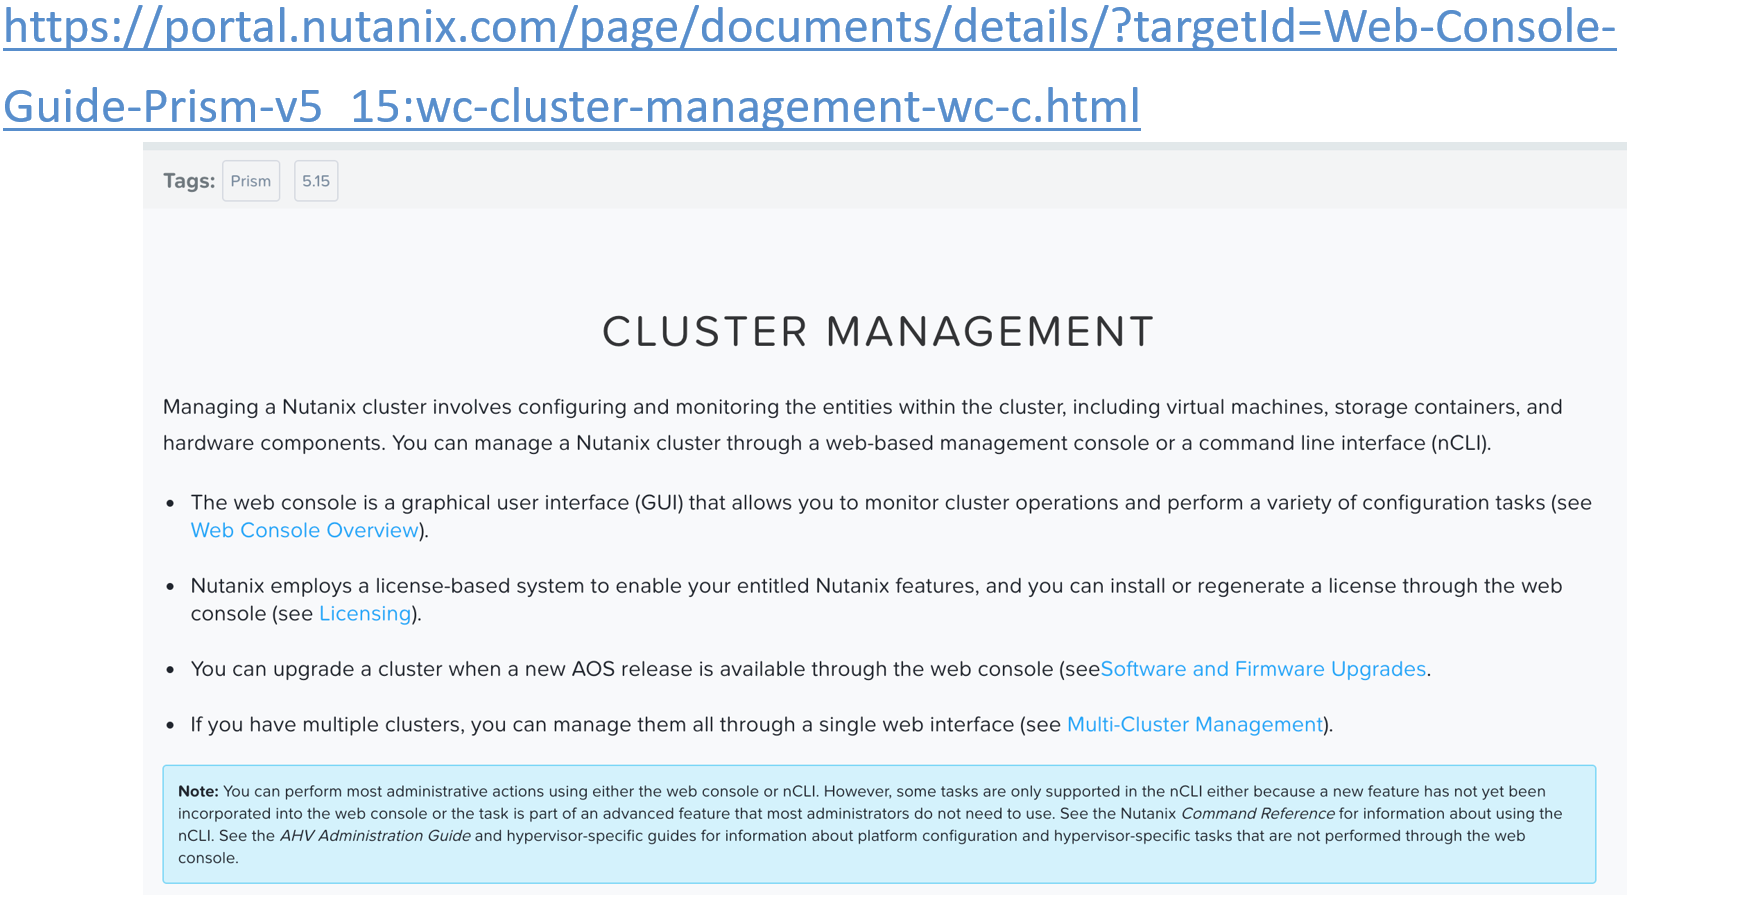 https://portal.nutanix.com/page/documents/details/?targetId=Web-Console-
Guide-Prism-v5_15:wc-cluster-management-wc-c.html
Tags: Prism 5.15
CLUSTER MANAGEMENT
Managing a Nutanix cluster involves configuring and monitoring the entities within the cluster, including virtual machines, storage containers, and
hardware components. You can manage a Nutanix cluster through a web-based management console or a command line interface (nCLI).
• The web console is a graphical user interface (GUI) that allows you to monitor cluster operations and perform a variety of configuration tasks (see
Web Console Overview).
• Nutanix employs a license-based system to enable your entitled Nutanix features, and you can install or regenerate a license through the web
console (see Licensing).
• You can upgrade a cluster when a new AOS release is available through the web console (seeSoftware and Firmware Upgrades.
• If you have multiple clusters, you can manage them all through a single web interface (see Multi-Cluster Management).
Note: You can perform most administrative actions using either the web console or nCLI. However, some tasks are only supported in the nCLI either because a new feature has not yet been
incorporated into the web console or the task is part of an advanced feature that most administrators do not need to use. See the Nutanix Command Reference for information about using the
nCLI. See the AHV Administration Guide and hypervisor-specific guides for information about platform configuration and hypervisor-specific tasks that are not performed through the web
console.